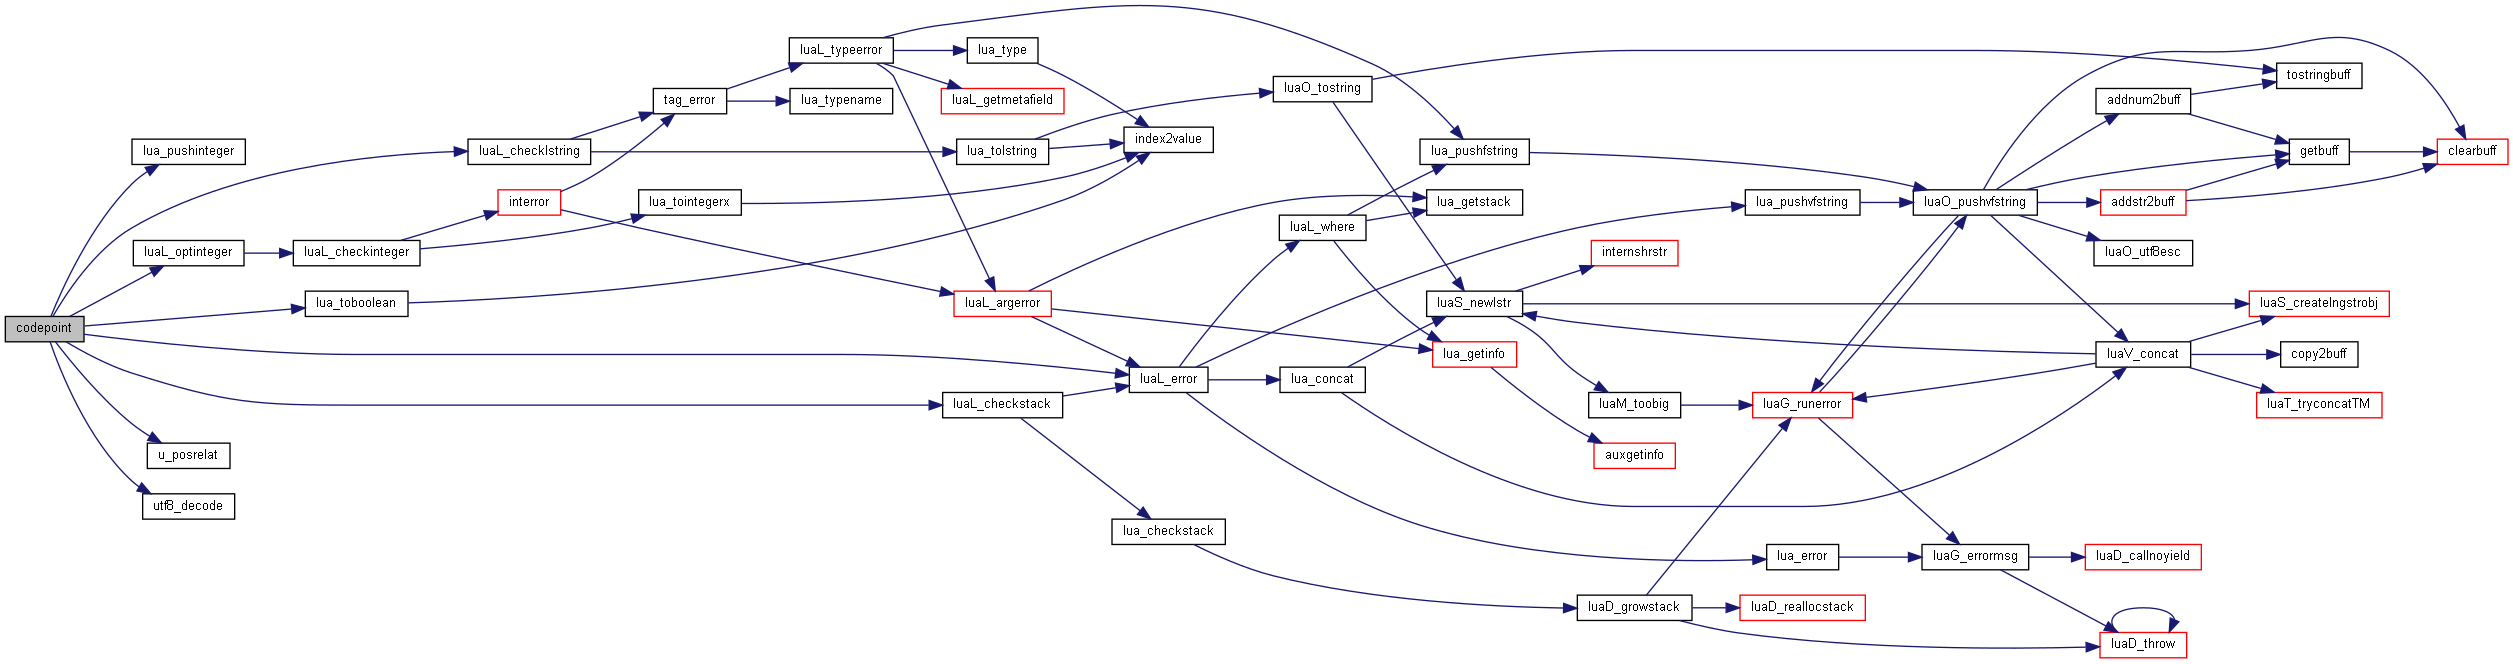 codepoint
lua_pushinteger
luaL_optinteger
lua_toboolean
u_posrelat
utf8_decode
luaL_checkinteger
luaL_checklstring
interror
lua_tointegerx
tag_error
luaL_typeerror
lua_typename
lua_type
luaL_getmetafield
lua_tolstring
luaL_argerror
luaL_checkstack
index2value
luaL_error
lua_checkstack
luaO_tostring
luaL_where
lua_concat
lua_pushfstring
lua_getstack
luaS_newlstr
lua_getinfo
internshrstr
luaM_toobig
auxgetinfo
luaD_growstack
lua_pushvfstring
luaG_runerror
lua_error
luaD_reallocstack
luaO_pushvfstring
luaG_errormsg
addnum2buff
addstr2buff
luaO_utf8esc
luaV_concat
luaD_callnoyield
luaD_throw
tostringbuff
getbuff
luaS_createlngstrobj
copy2buff
luaT_tryconcatTM
clearbuff